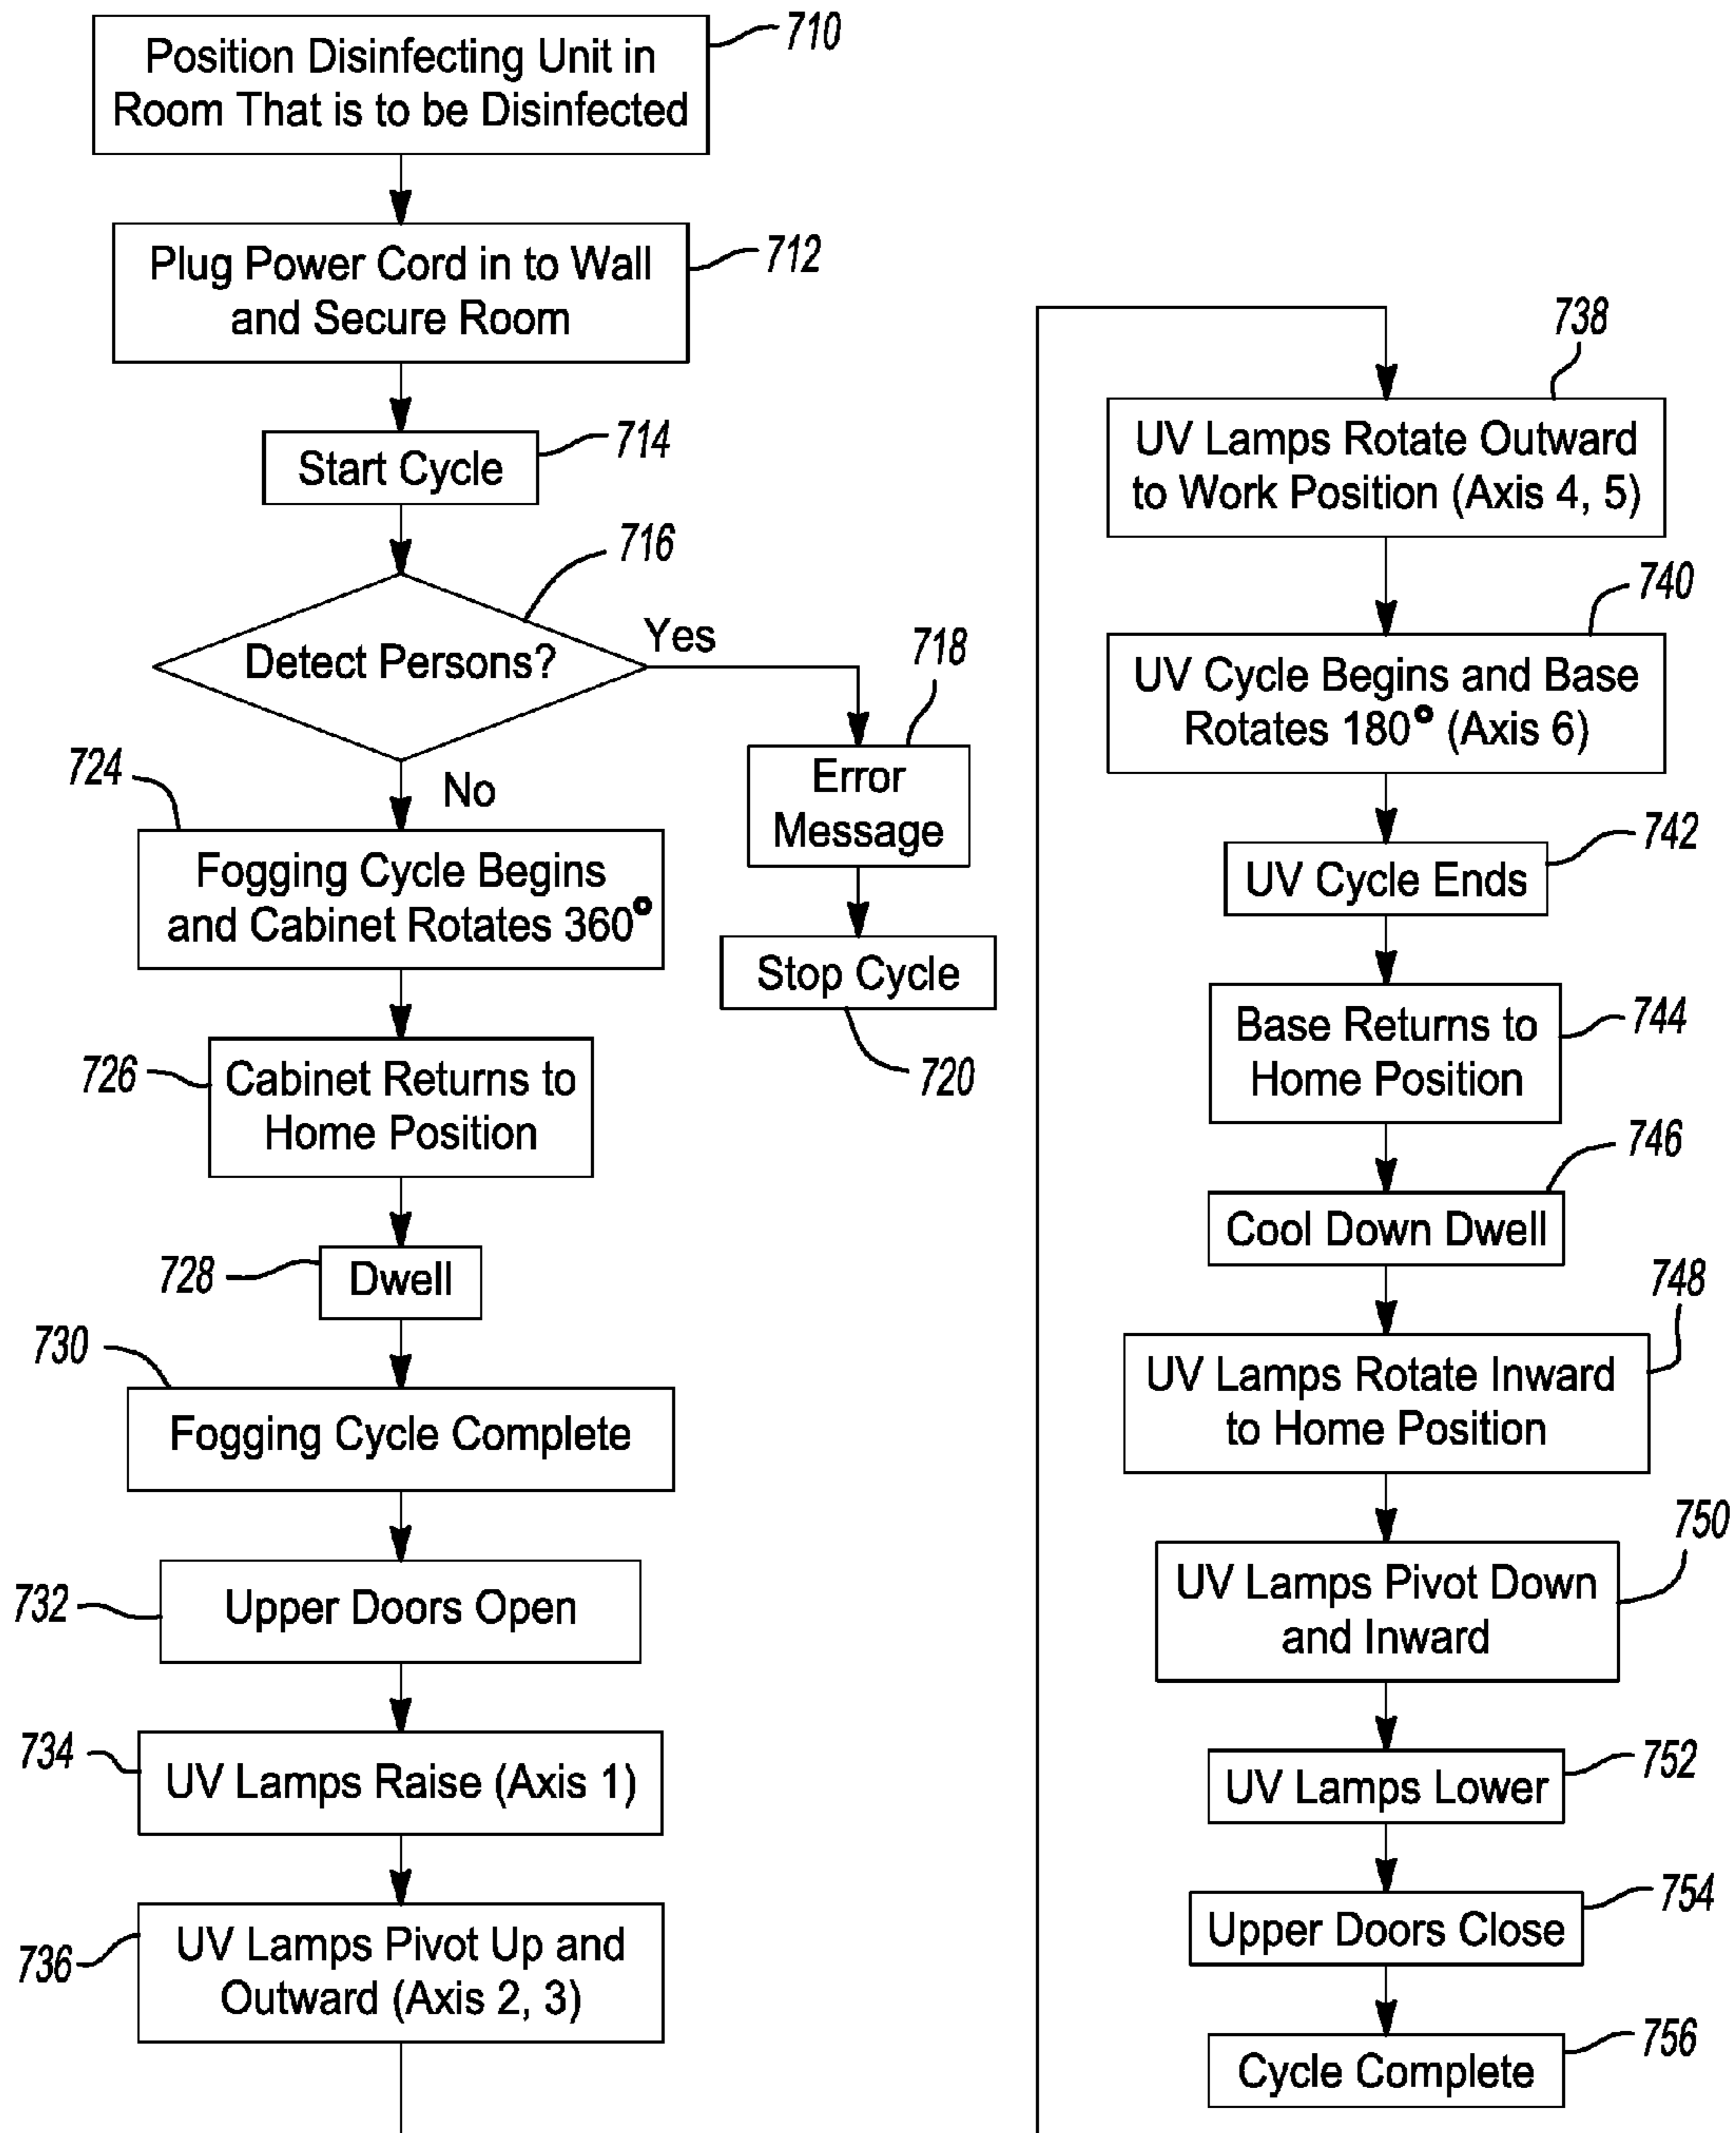 710
Position Disinfecting Unit in
Room That is to be Disinfected
712
Plug Power Cord in to Wall
and Secure Room
714
Start Cycle
716
Detect Persons?
Yes
No
718
Error
Message
720
Stop Cycle
724
Fogging Cycle Begins
and Cabinet Rotates 360°
726
Cabinet Returns to
Home Position
728
Dwell
730
Fogging Cycle Complete
732
Upper Doors Open
734
UV Lamps Raise (Axis 1)
736
UV Lamps Pivot Up and
Outward (Axis 2, 3)
738
UV Lamps Rotate Outward
to Work Position (Axis 4, 5)
740
UV Cycle Begins and Base
Rotates 180° (Axis 6)
742
UV Cycle Ends
744
Base Returns to
Home Position
746
Cool Down Dwell
748
UV Lamps Rotate Inward
to Home Position
750
UV Lamps Pivot Down
and Inward
752
UV Lamps Lower
754
Upper Doors Close
756
Cycle Complete